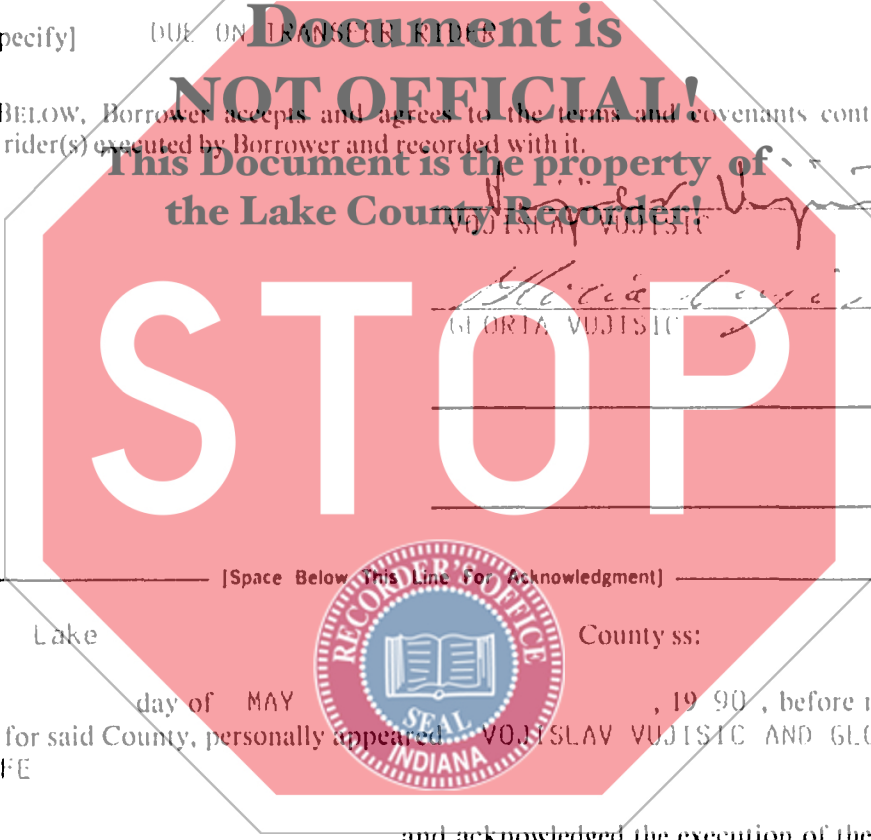 Document is
pecify] DUE ON TRANSFER RIDER
NOT OFFICIAL!
BELOW, Borrower accepts and agrees to the terms and covenants cont
rider(s) executed by Borrower and recorded with it.
This Document is the property of
the Lake County Recorder!
VOJISLAV VUJISIC
GLORIA VUJISIC
STOP
[Space Below This Line For Acknowledgment]
RECORDER'S OFFICE
SEAL
INDIANA
Lake County ss:
day of MAY , 19 90 , before
for said County, personally appeared VOJISLAV VUJISIC AND GLO
FE
and acknowledged the execution of the